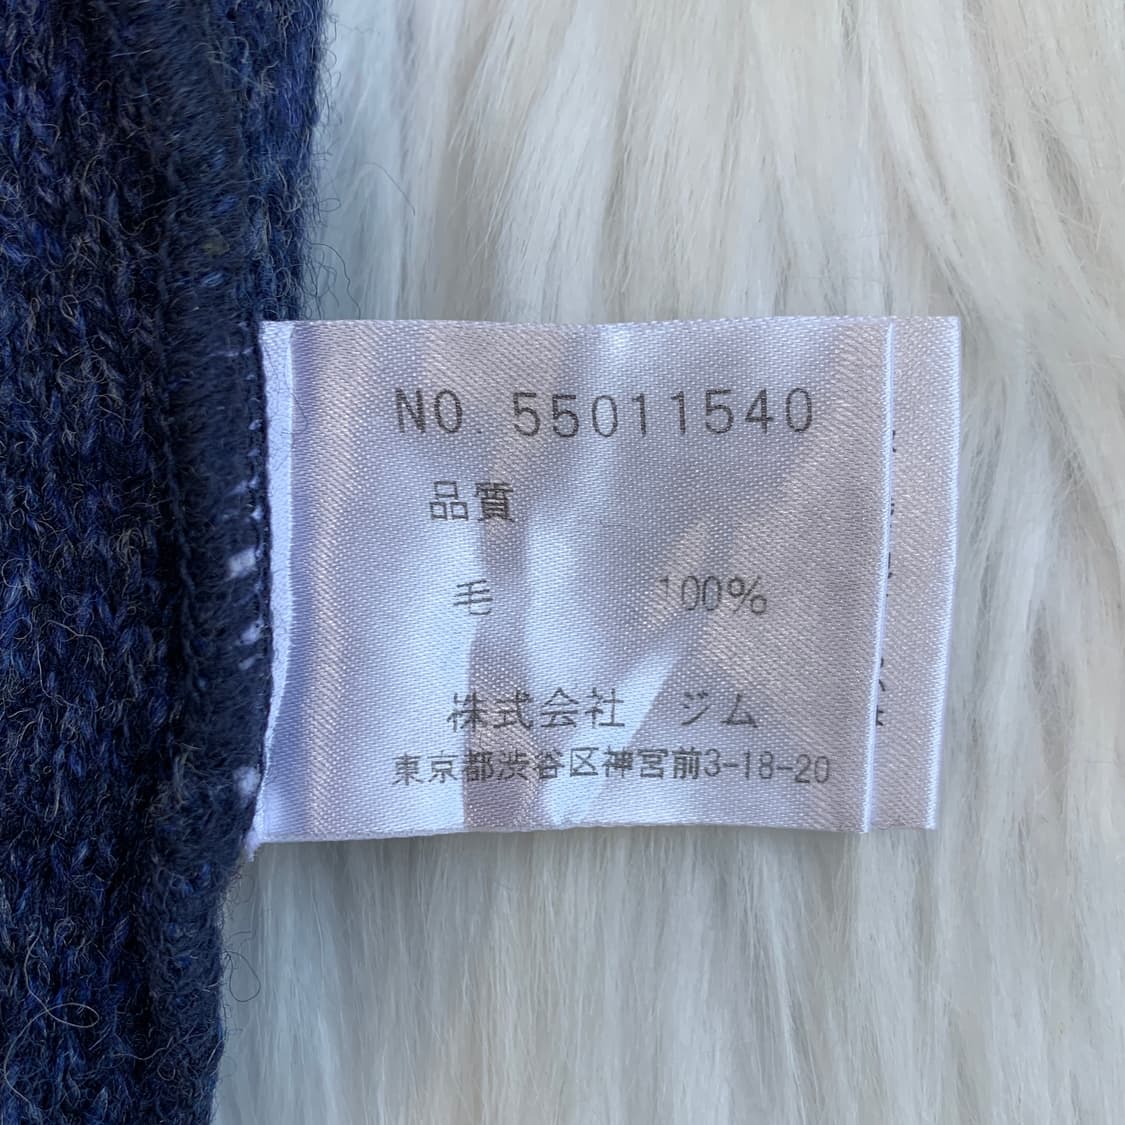 NO. 55011540
品質
毛 100%
株式会社 ジム
東京都渋谷区神宮前3-18-20